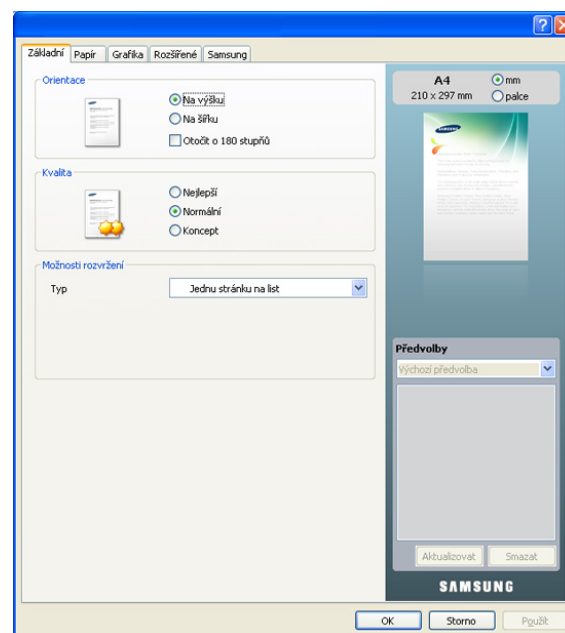 Základní Papír Grafika Rozšířené Samsung
Orientace
Na výšku
Na šířku
Otočit o 180 stupňů
Kvalita
Nejlepší
Normální
Koncept
Možnosti rozvržení
Typ Jednu stránku na list
A4 mm
210 x 297 mm palce
SAMSUNG
Předvolby
Výchozí předvolba
Aktualizovat Smazat
SAMSUNG
OK Storno Použít